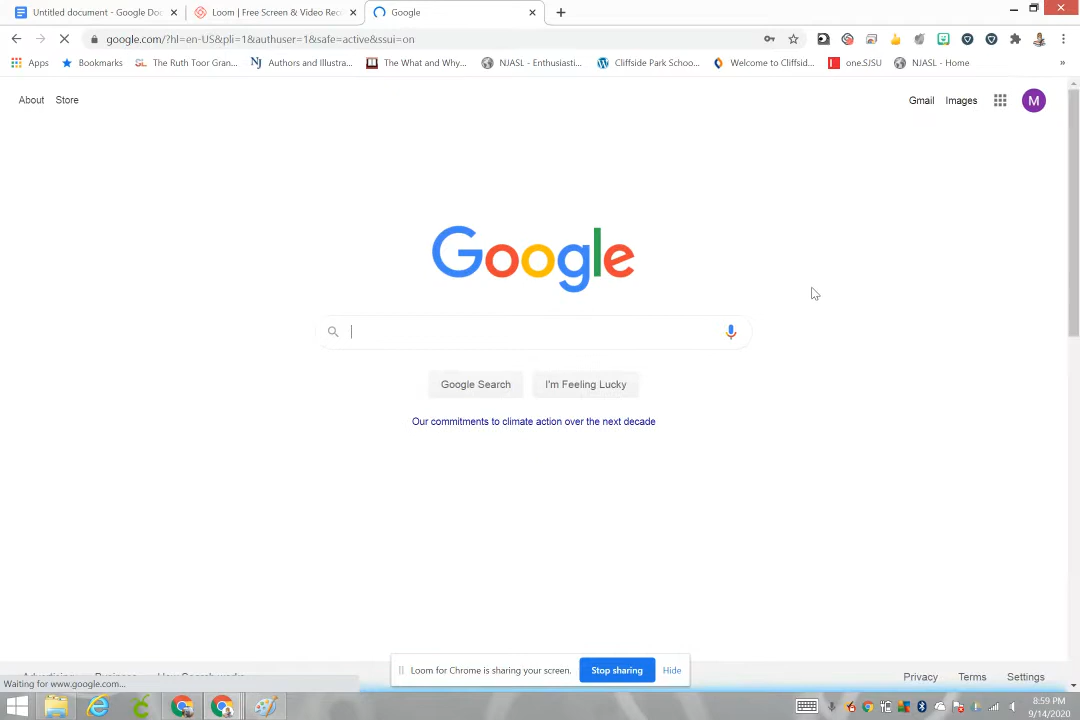 Untitled document - Google Doc
Loom | Free Screen & Video Rec
Google
google.com/?hl=en-US&pli=1&authuser=1&safe=active&ssui=on
Apps
Bookmarks
The Ruth Toor Gran...
Authors and Illustra...
The What and Why...
NJASL - Enthusiasti...
Cliffside Park Schoo...
Welcome to Cliffsid...
one.SJSU
NJASL - Home
»
About
Store
Gmail
Images
M
Google
Google Search
I'm Feeling Lucky
Our commitments to climate action over the next decade
Loom for Chrome is sharing your screen.
Stop sharing
Hide
Privacy
Terms
Settings
Waiting for www.google.com...
8:59 PM
9/14/2020